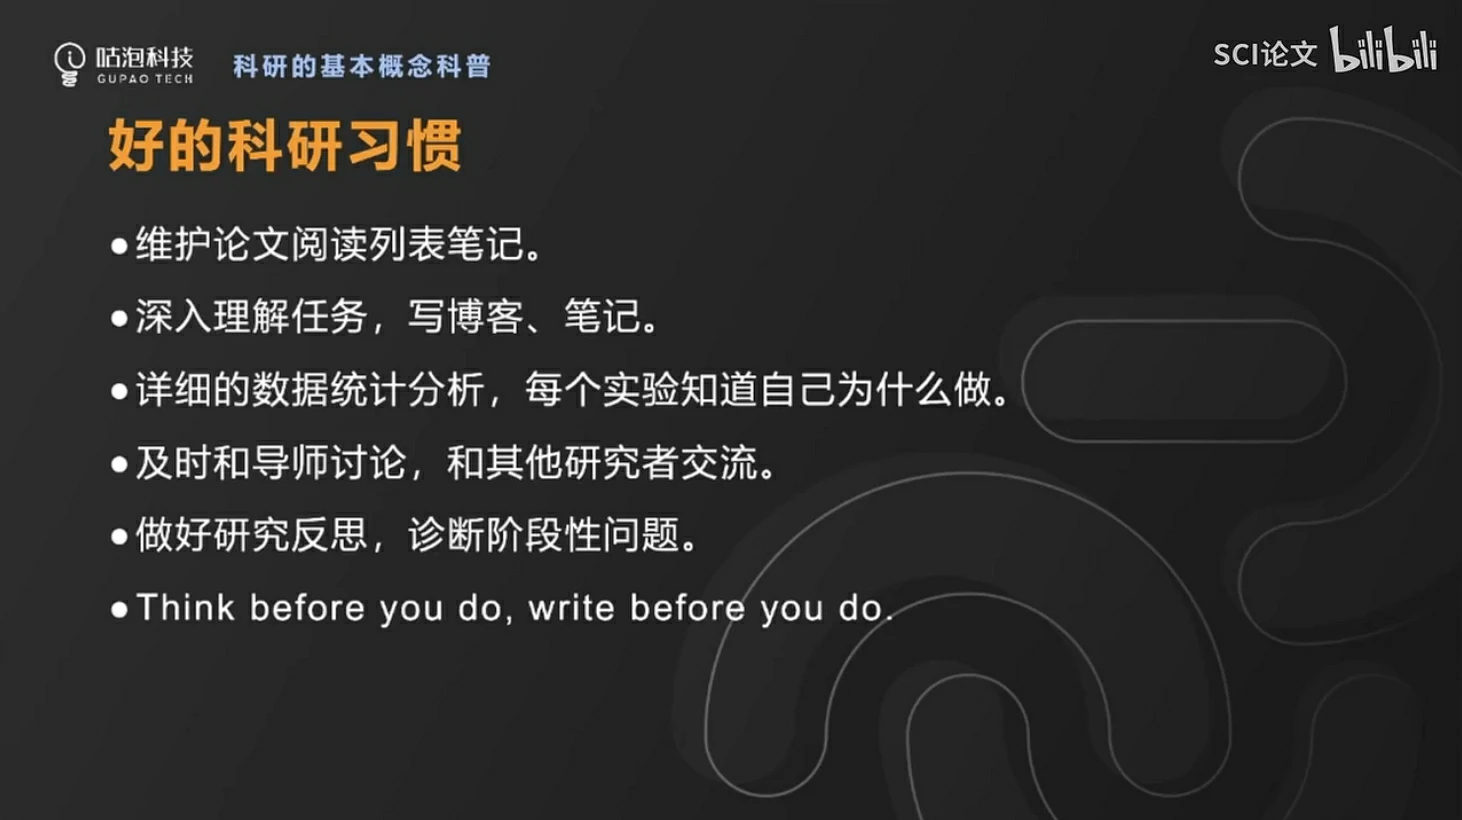 咕泡科技
GUPAO TECH
科研的基本概念科普
SCI论文 bilibili
好的科研习惯
●维护论文阅读列表笔记。
●深入理解任务，写博客、笔记。
●详细的数据统计分析，每个实验知道自己为什么做。
●及时和导师讨论，和其他研究者交流。
●做好研究反思，诊断阶段性问题。
●Think before you do, write before you do.